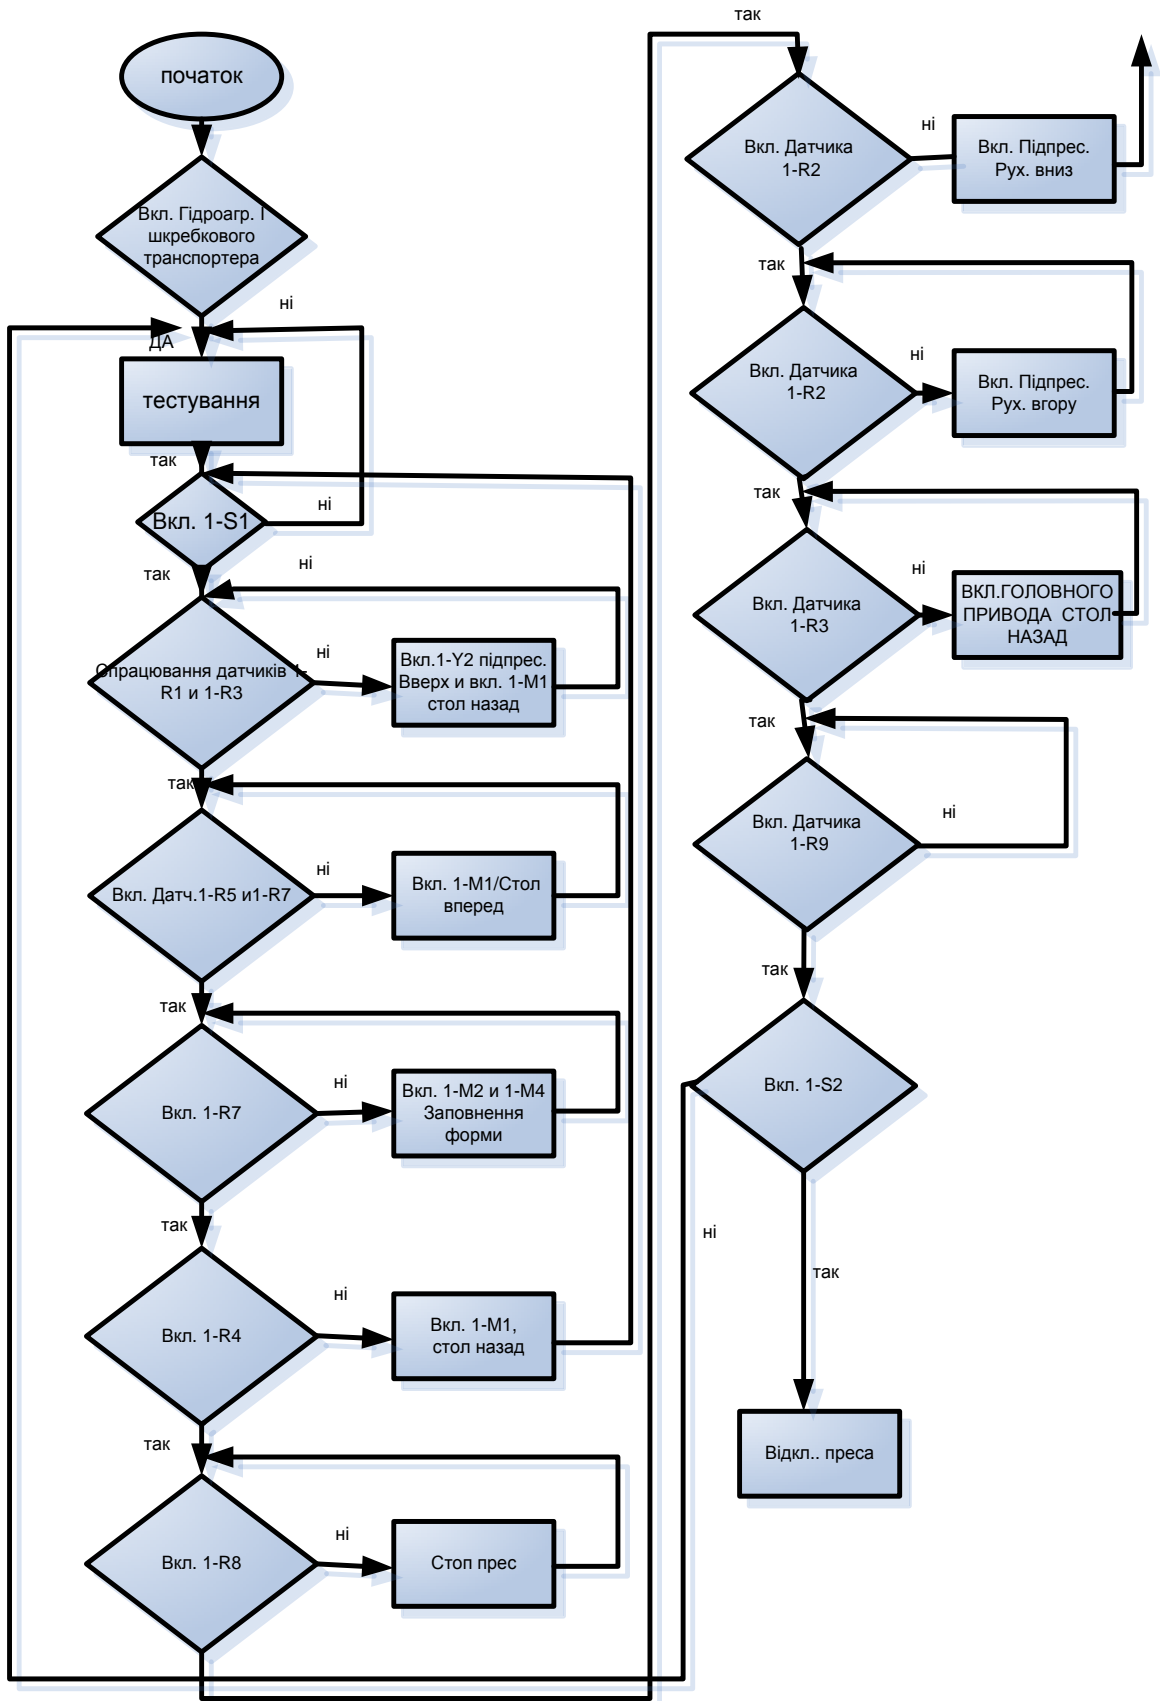 початок
Вкл. Гідроагр. І
шкребкового
транспортера
ні
ДА
тестування
так
Вкл. 1-S1
ні
так
ні
Спрацювання датчиків 1-
R1 и 1-R3
ні
Вкл.1-Y2 підпрес.
Вверх и вкл. 1-М1
стол назад
так
Вкл. Датч.1-R5 и1-R7
ні
Вкл. 1-М1/Стол
вперед
так
Вкл. 1-R7
ні
Вкл. 1-М2 и 1-М4
Заповнення
форми
так
Вкл. 1-R4
ні
Вкл. 1-М1,
стол назад
так
Вкл. 1-R8
ні
Стоп прес
так
Вкл. Датчика
1-R2
ні
Вкл. Підпрес.
Рух. вниз
так
Вкл. Датчика
1-R2
ні
Вкл. Підпрес.
Рух. вгору
так
Вкл. Датчика
1-R3
ні
ВКЛ.ГОЛОВНОГО
ПРИВОДА СТОЛ
НАЗАД
так
Вкл. Датчика
1-R9
ні
так
Вкл. 1-S2
ні
так
Відкл.. преса